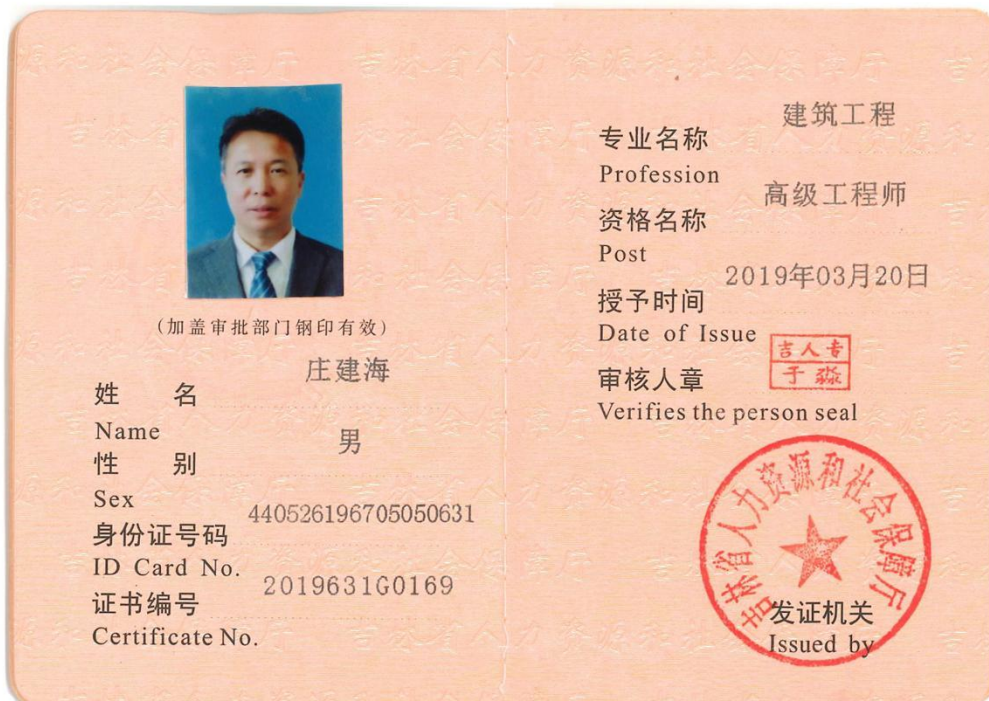 (加盖审批部门钢印有效)
姓 名 庄建海
Name
性 别 男
Sex
身份证号码 440526196705050631
ID Card No.
证书编号 2019631G0169
Certificate No.
专业名称 建筑工程
Profession
资格名称 高级工程师
Post
授予时间 2019年03月20日
Date of Issue
审核人章
吉人专
于淼
Verifies the person seal
吉林省人力资源和社会保障厅
发证机关
Issued by